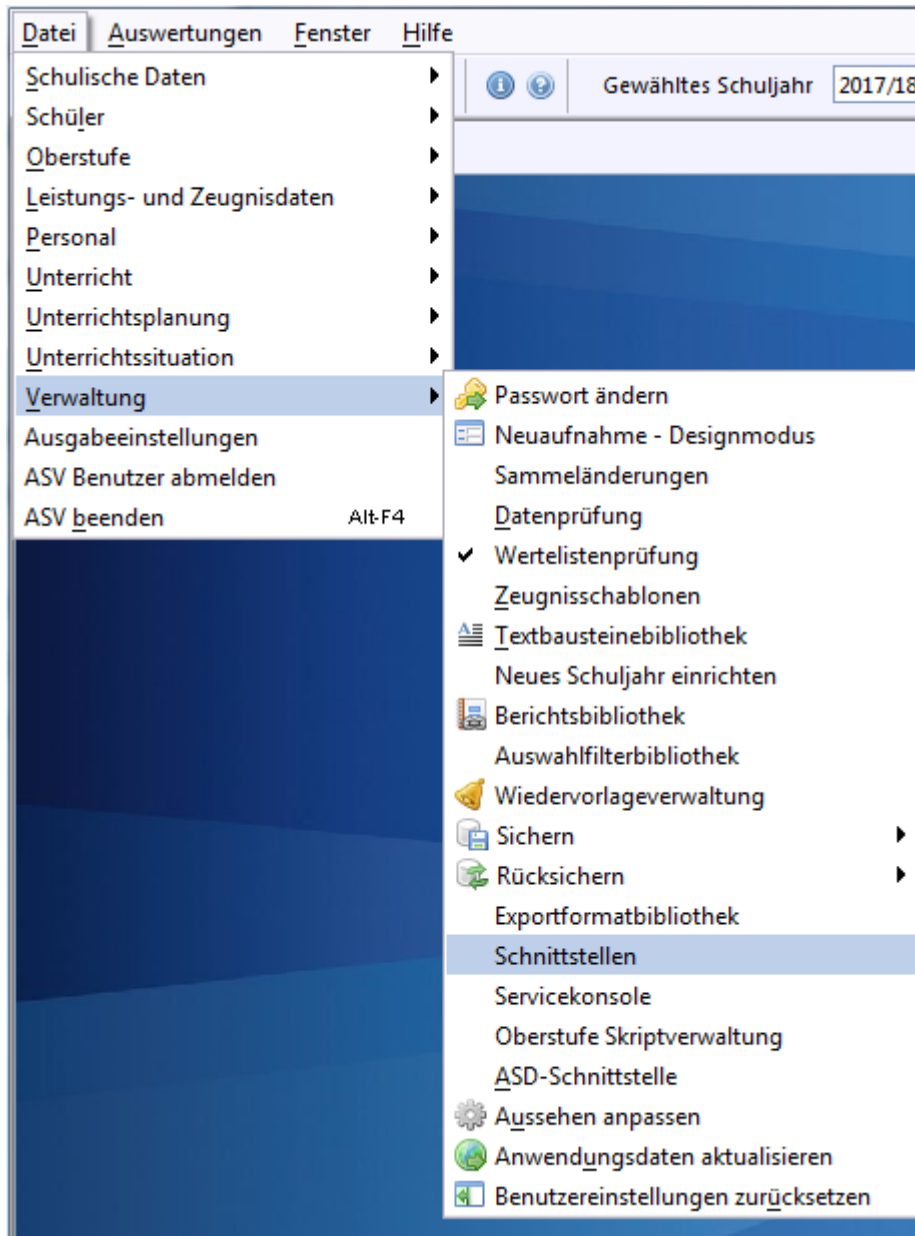 Datei Auswertungen Fenster Hilfe
Gewähltes Schuljahr 2017/18
Schulische Daten
Schüler
Oberstufe
Leistungs- und Zeugnisdaten
Personal
Unterricht
Unterrichtsplanung
Unterrichtssituation
Verwaltung
Ausgabeeinstellungen
ASV Benutzer abmelden
ASV beenden Alt-F4
Passwort ändern
Neuaufnahme - Designmodus
Sammeländerungen
Datenprüfung
Wertelistenprüfung
Zeugnisschablonen
Textbausteinebibliothek
Neues Schuljahr einrichten
Berichtsbibliothek
Auswahlfilterbibliothek
Wiedervorlageverwaltung
Sichern
Rücksichern
Exportformatbibliothek
Schnittstellen
Servicekonsole
Oberstufe Skriptverwaltung
ASD-Schnittstelle
Aussehen anpassen
Anwendungsdaten aktualisieren
Benutzereinstellungen zurücksetzen